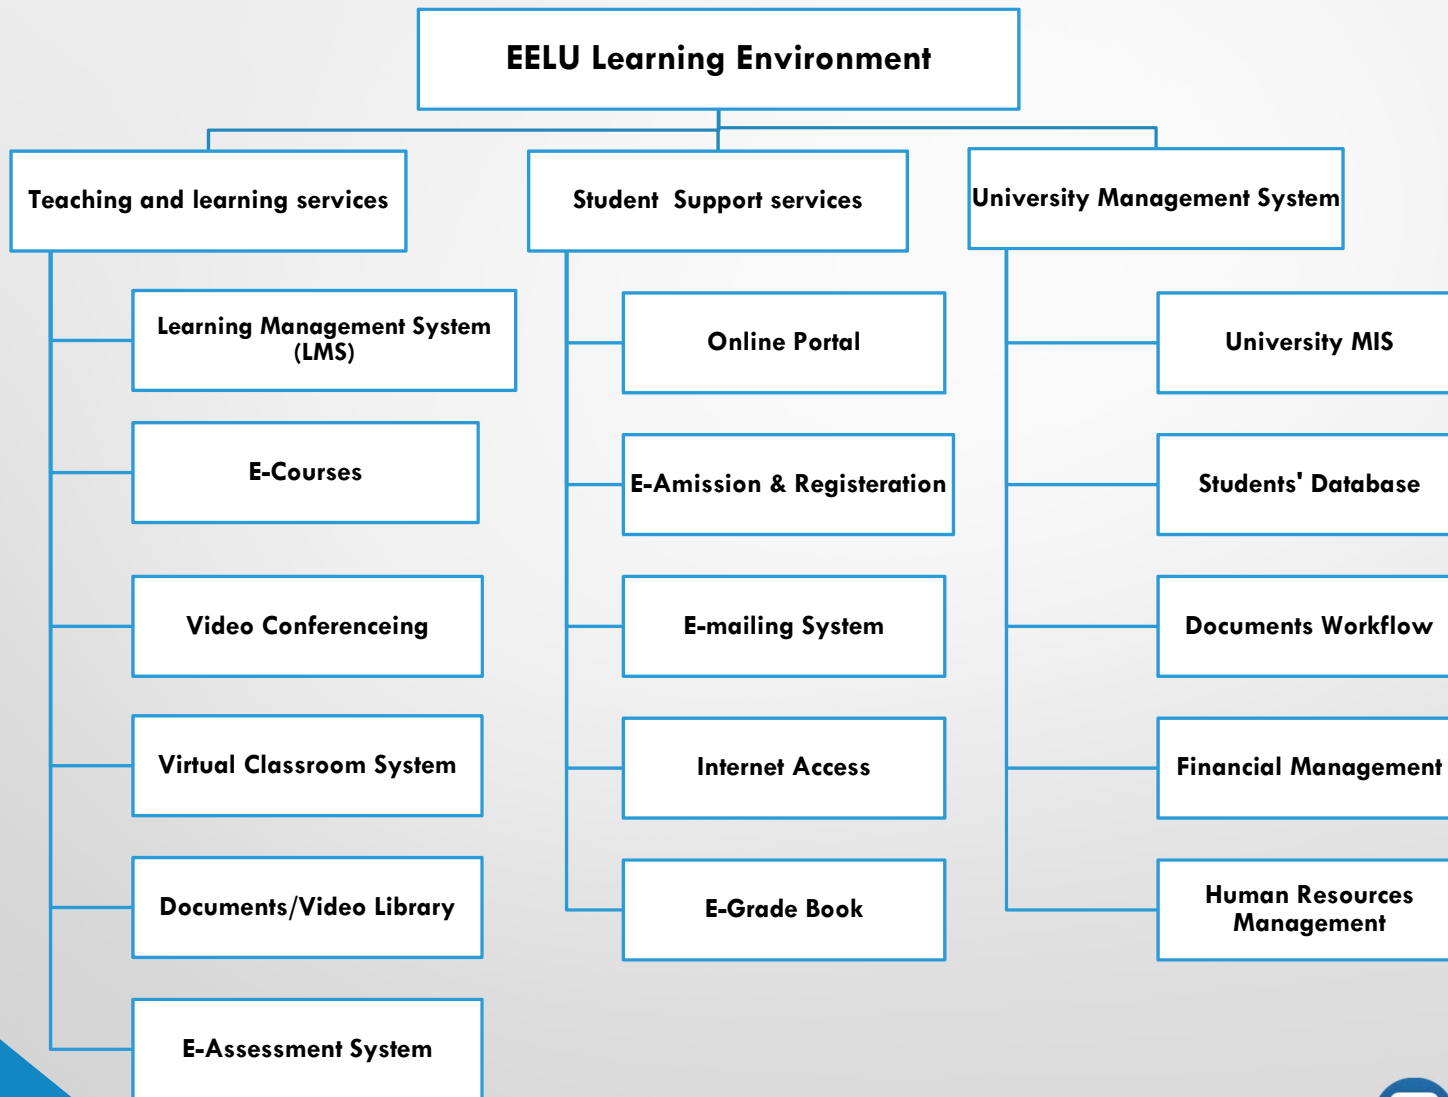 EELU Learning Environment
Teaching and learning services
Student Support services
University Management System
Learning Management System
(LMS)
E-Courses
Video Conferenceing
Virtual Classroom System
Documents/Video Library
E-Assessment System
Online Portal
E-Amission & Registeration
E-mailing System
Internet Access
E-Grade Book
University MIS
Students' Database
Documents Workflow
Financial Management
Human Resources
Management